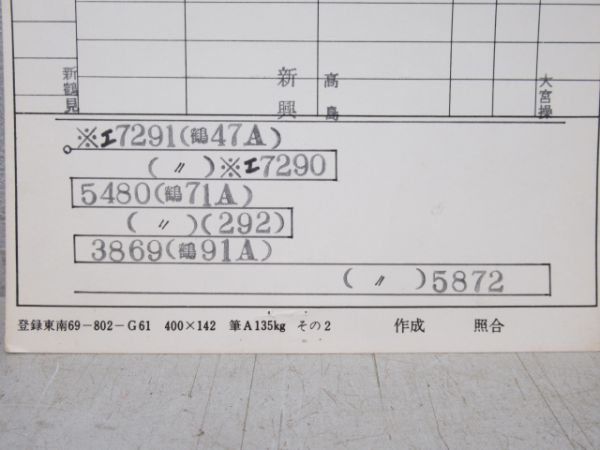 新鶴見
新興
高島
大宮操
※エ7291(鶴47A)
(〃)※エ7290
5480(鶴71A)
(〃)(292)
3869(鶴91A)
(〃)5872
登録東南69-802-G61 400×142 筆A135kg その2 作成 照合